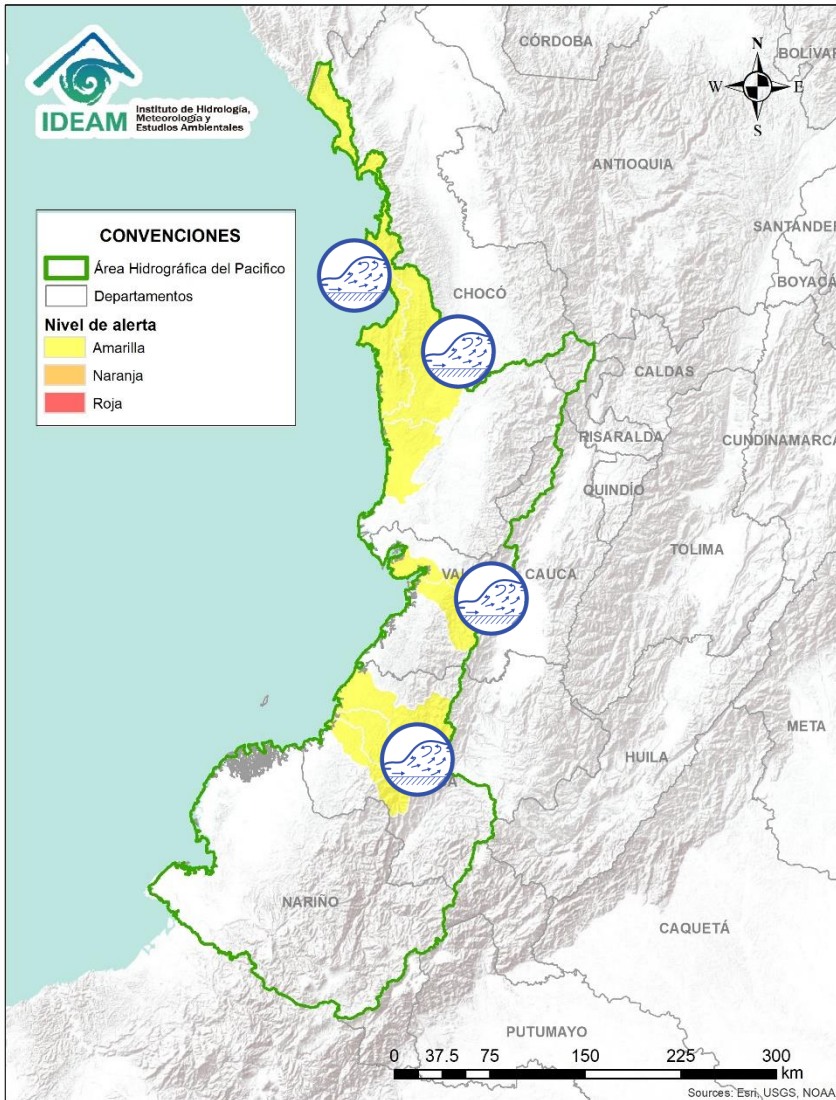 IDEAM
Instituto de Hidrología,
Meteorología y
Estudios Ambientales
CÓRDOBA
BOLÍVAR
N
W
E
S
ANTIOQUIA
SANTANDER
CONVENCIONES
Área Hidrográfica del Pacifico
Departamentos
Nivel de alerta
Amarilla
Naranja
Roja
BOYACÁ
CHOCÓ
CALDAS
RISARALDA
CUNDINAMARCA
QUINDÍO
TOLIMA
CAUCA
META
HUILA
NARIÑO
CAQUETÁ
PUTUMAYO
0 37.5 75 150 225 300
km
Sources: Esri, USGS, NOAA